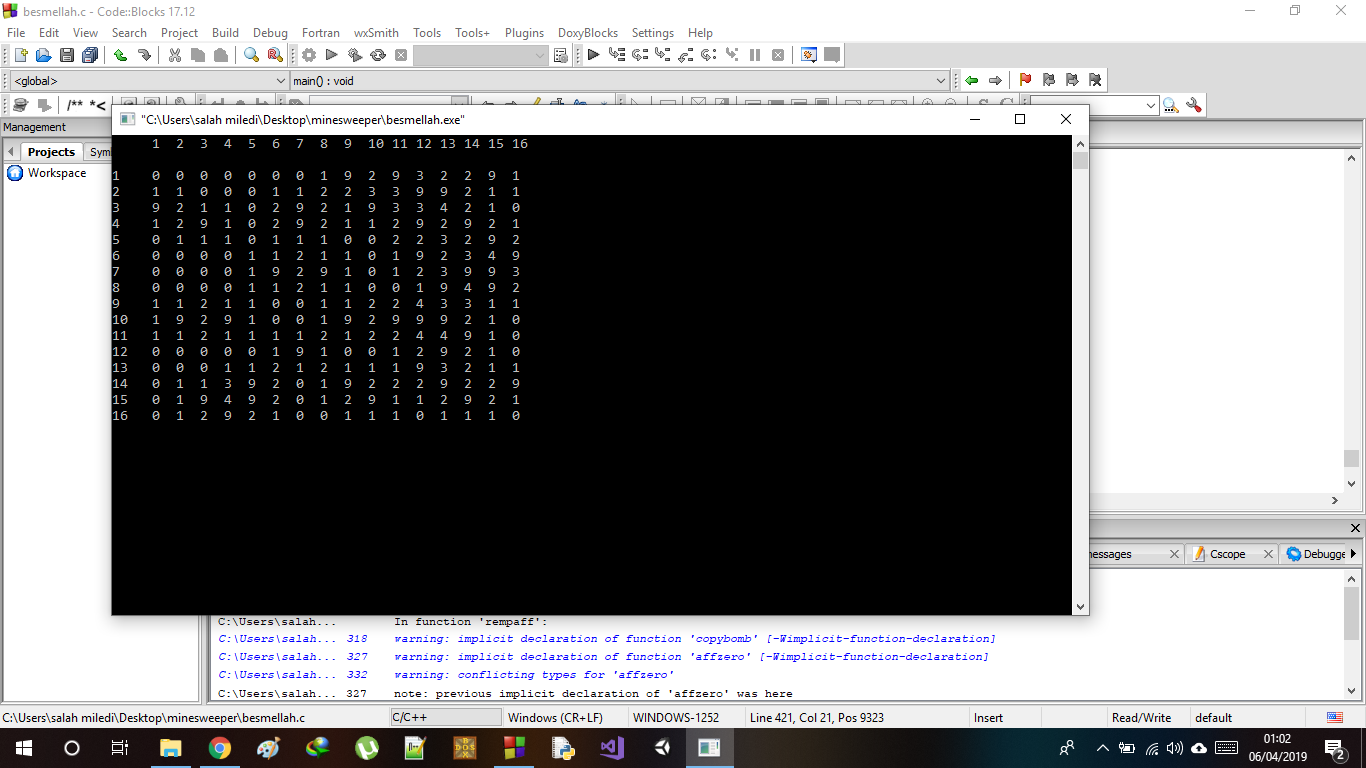 besmellah.c - Code::Blocks 17.12
File Edit View Search Project Build Debug Fortran wxSmith Tools Tools+ Plugins DoxyBlocks Settings Help
<global> main() : void
/** *<
Management
"C:\Users\salah miledi\Desktop\minesweeper\besmellah.exe"
Projects Sym
Workspace
1 2 3 4 5 6 7 8 9 10 11 12 13 14 15 16
1 0 0 0 0 0 0 0 1 9 2 9 3 2 2 9 1
2 1 1 0 0 0 1 1 2 2 3 3 9 9 2 1 1
3 9 2 1 1 0 2 9 2 1 9 3 3 4 2 1 0
4 1 2 9 1 0 2 9 2 1 1 2 9 2 9 2 1
5 0 1 1 1 0 1 1 1 0 0 2 2 3 2 9 2
6 0 0 0 0 1 1 2 1 1 0 1 9 2 3 4 9
7 0 0 0 0 1 9 2 9 1 0 1 2 3 9 9 3
8 0 0 0 0 1 1 2 1 1 0 0 1 9 4 9 2
9 1 1 2 1 1 0 0 1 1 2 2 4 3 3 1 1
10 1 9 2 9 1 0 0 1 9 2 9 9 9 2 1 0
11 1 1 2 1 1 1 1 2 1 2 2 4 4 9 1 0
12 0 0 0 0 0 1 9 1 0 0 1 2 9 2 1 0
13 0 0 0 1 1 2 1 2 1 1 1 9 3 2 1 1
14 0 1 1 3 9 2 0 1 9 2 2 2 9 2 2 9
15 0 1 9 4 9 2 0 1 2 9 1 1 2 9 2 1
16 0 1 2 9 2 1 0 0 1 1 1 0 1 1 1 0
essages Cscope Debugge
C:\Users\salah... In function 'rempaff':
C:\Users\salah... 318 warning: implicit declaration of function 'copybomb' [-Wimplicit-function-declaration]
C:\Users\salah... 327 warning: implicit declaration of function 'affzero' [-Wimplicit-function-declaration]
C:\Users\salah... 332 warning: conflicting types for 'affzero'
C:\Users\salah... 327 note: previous implicit declaration of 'affzero' was here
C:\Users\salah miledi\Desktop\minesweeper\besmellah.c C/C++ Windows (CR+LF) WINDOWS-1252 Line 421, Col 21, Pos 9323 Insert Read/Write default
01:02
06/04/2019
2